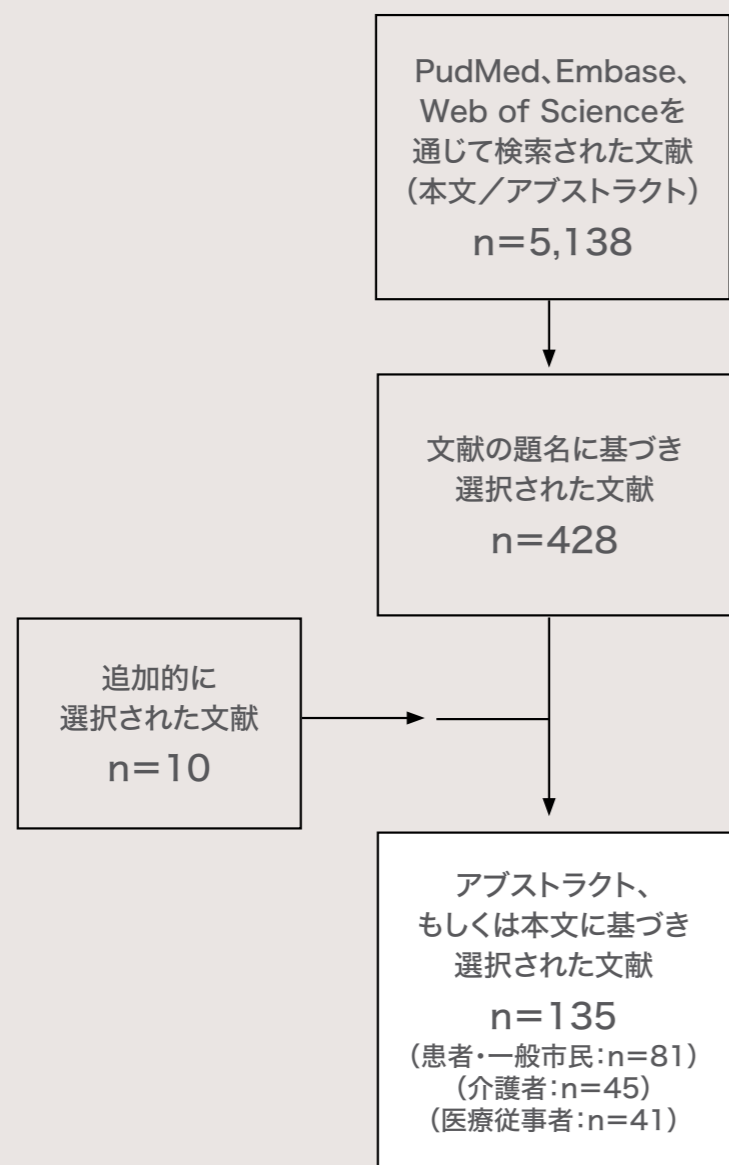 PudMed、Embase、
Web of Scienceを
通じて検索された文献
（本文／アブストラクト）
n＝5,138
文献の題名に基づき
選択された文献
n＝428
追加的に
選択された文献
n＝10
アブストラクト、
もしくは本文に基づき
選択された文献
n＝135
（患者・一般市民：n＝81）
（介護者：n＝45）
（医療従事者：n＝41）